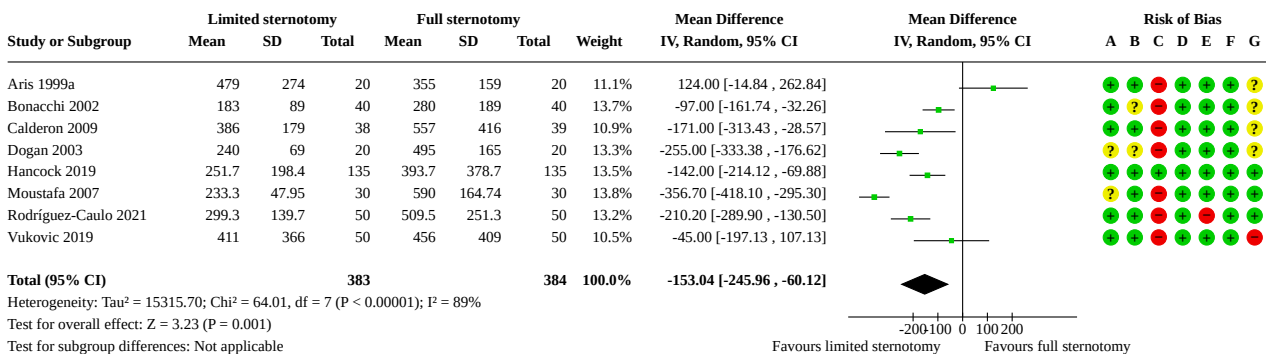 Limited sternotomy Full sternotomy Mean Difference Mean Difference Risk of Bias
Study or Subgroup Mean SD Total Mean SD Total Weight IV, Random, 95% CI IV, Random, 95% CI A B C D E F G
Aris 1999a 479 274 20 355 159 20 11.1% 124.00 [-14.84 , 262.84] + + − + + + ?
Bonacchi 2002 183 89 40 280 189 40 13.7% -97.00 [-161.74 , -32.26] + ? − + + + ?
Calderon 2009 386 179 38 557 416 39 10.9% -171.00 [-313.43 , -28.57] + + − + + + ?
Dogan 2003 240 69 20 495 165 20 13.2% -255.00 [-333.38 , -176.62] ? ? − + + + ?
Hancock 2019 251.7 198.4 135 393.7 378.7 135 13.5% -142.00 [-214.12 , -69.88] + + + + + + +
Moustafa 2007 233.3 47.95 30 590 164.74 30 13.8% -356.70 [-418.10 , -295.30] ? + − + + + +
Rodríguez-Caulo 2021 299.3 139.7 50 509.5 251.3 50 13.2% -210.20 [-289.90 , -130.50] + + − + − + +
Vukovic 2019 411 366 50 456 409 50 10.5% -45.00 [-197.13 , 107.13] + + − + + + −
Total (95% CI) 383 384 100.0% -153.04 [-245.96 , -60.12]
Heterogeneity: Tau² = 15315.70; Chi² = 64.01, df = 7 (P < 0.00001); I² = 89%
Test for overall effect: Z = 3.23 (P = 0.001) -200 -100 0 100 200
Test for subgroup differences: Not applicable Favours limited sternotomy Favours full sternotomy